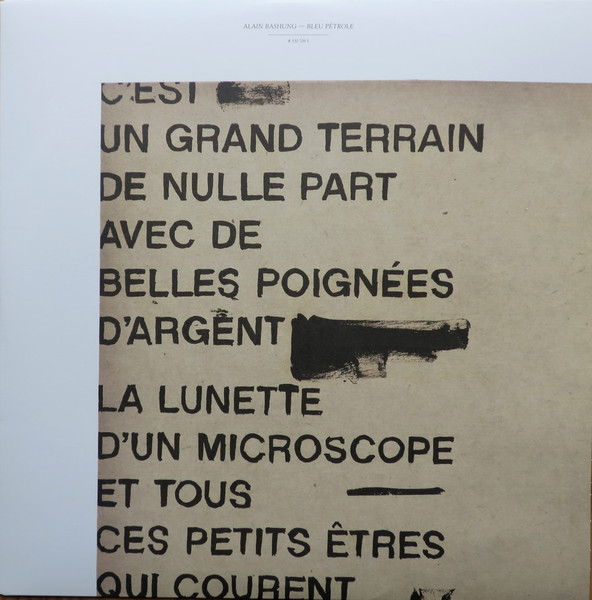 ALAIN BASHUNG — BLEU PÉTROLE
C'EST
UN GRAND TERRAIN
DE NULLE PART
AVEC DE
BELLES POIGNÉES
D'ARGENT
LA LUNETTE
D'UN MICROSCOPE
ET TOUS
CES PETITS ÊTRES
QUI COURENT